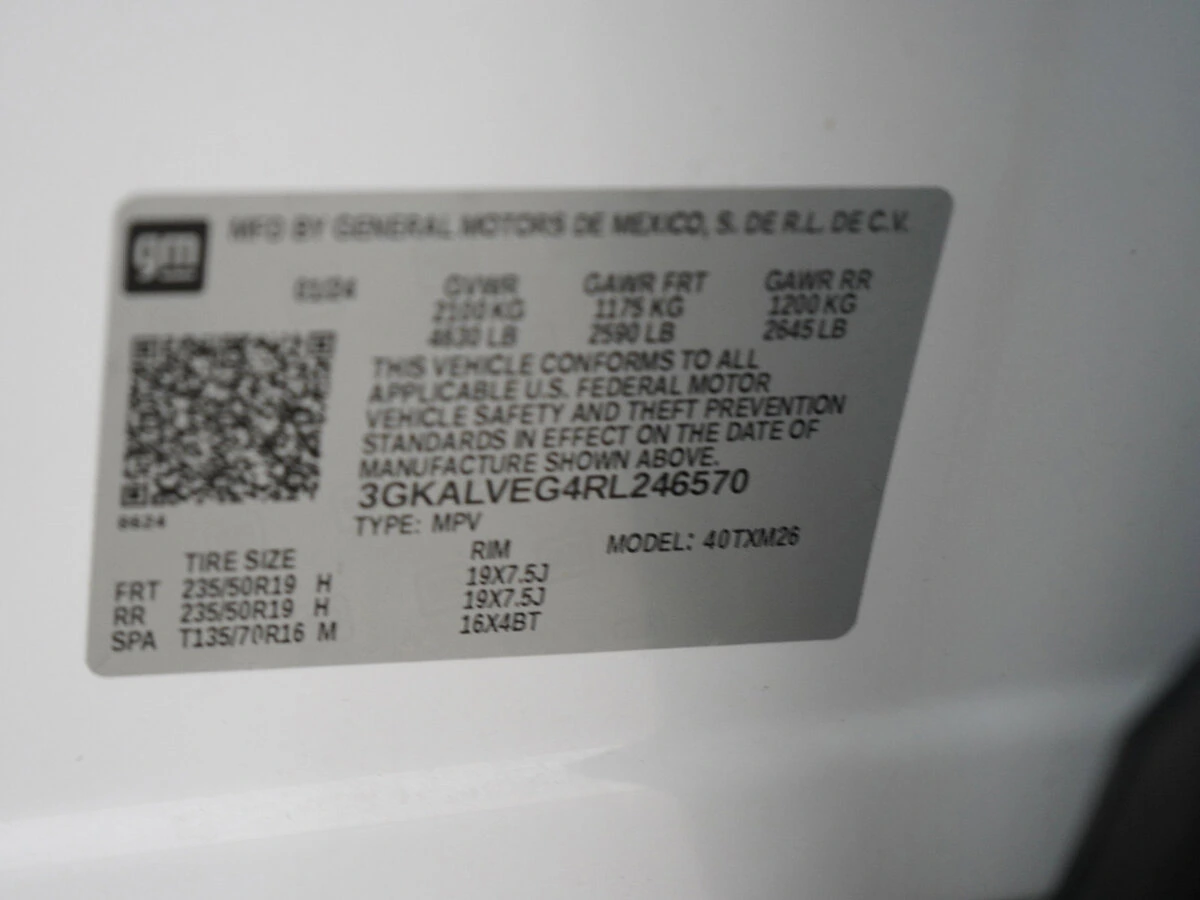 gm
MFD BY GENERAL MOTORS DE MEXICO, S. DE R.L. DE C.V.
01/24 GVWR GAWR FRT GAWR RR
2100 KG 1175 KG 1200 KG
4630 LB 2590 LB 2645 LB
THIS VEHICLE CONFORMS TO ALL
APPLICABLE U.S. FEDERAL MOTOR
VEHICLE SAFETY AND THEFT PREVENTION
STANDARDS IN EFFECT ON THE DATE OF
MANUFACTURE SHOWN ABOVE.
3GKALVEG4RL246570
TYPE: MPV
MODEL: 40TXM26
TIRE SIZE RIM
FRT 235/50R19 H 19X7.5J
RR 235/50R19 H 19X7.5J
SPA T135/70R16 M 16X4BT